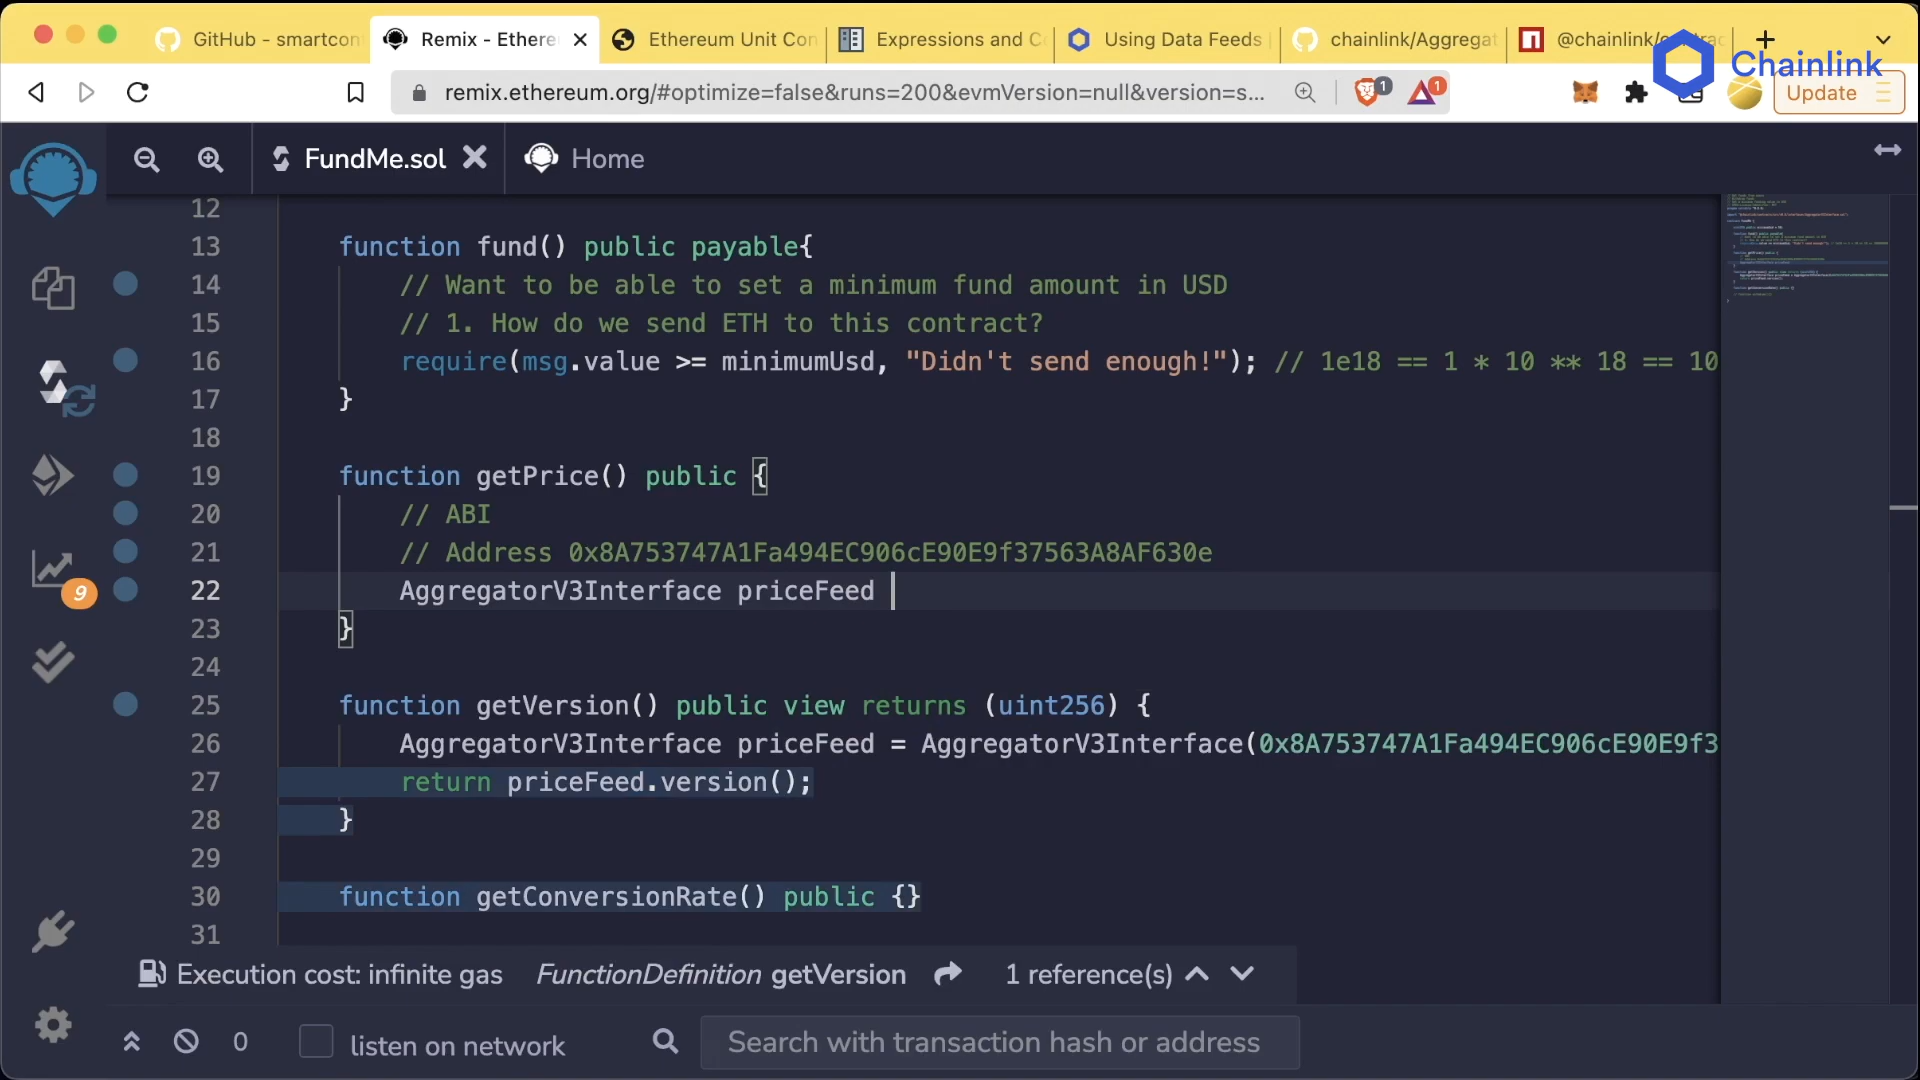 GitHub - smartcon
Remix - Ethere
Ethereum Unit Con
Expressions and C
Using Data Feeds
chainlink/Aggregat
@chainlink/
Chainlink
remix.ethereum.org/#optimize=false&runs=200&evmVersion=null&version=s...
1
1
Update
FundMe.sol
Home
12
13 function fund() public payable{
14 // Want to be able to set a minimum fund amount in USD
15 // 1. How do we send ETH to this contract?
16 require(msg.value >= minimumUsd, "Didn't send enough!"); // 1e18 == 1 * 10 ** 18 == 10
17 }
18
19 function getPrice() public {
20 // ABI
21 // Address 0x8A753747A1Fa494EC906cE90E9f37563A8AF630e
22 AggregatorV3Interface priceFeed
23 }
24
25 function getVersion() public view returns (uint256) {
26 AggregatorV3Interface priceFeed = AggregatorV3Interface(0x8A753747A1Fa494EC906cE90E9f3
27 return priceFeed.version();
28 }
29
30 function getConversionRate() public {}
31
9
Execution cost: infinite gas FunctionDefinition getVersion 1 reference(s)
0 listen on network Search with transaction hash or address